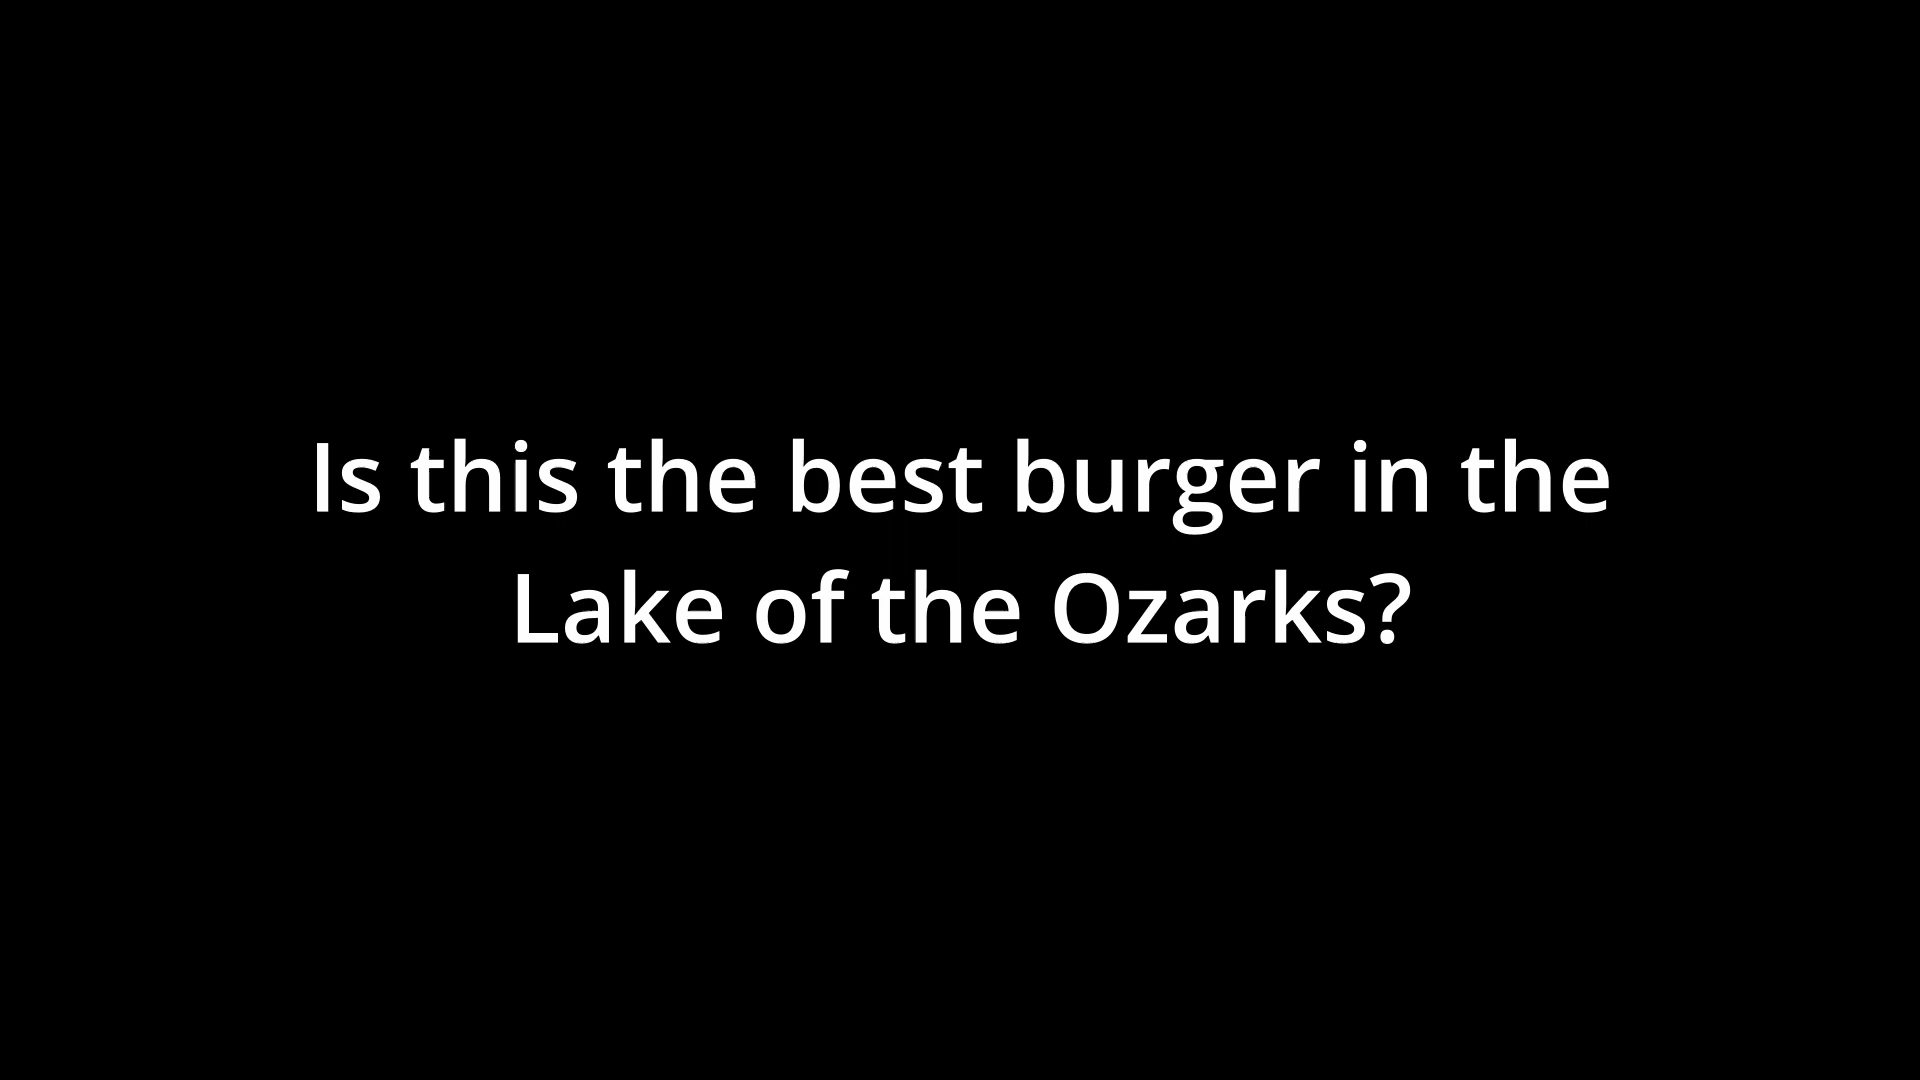 Is this the best burger in the
Lake of the Ozarks?